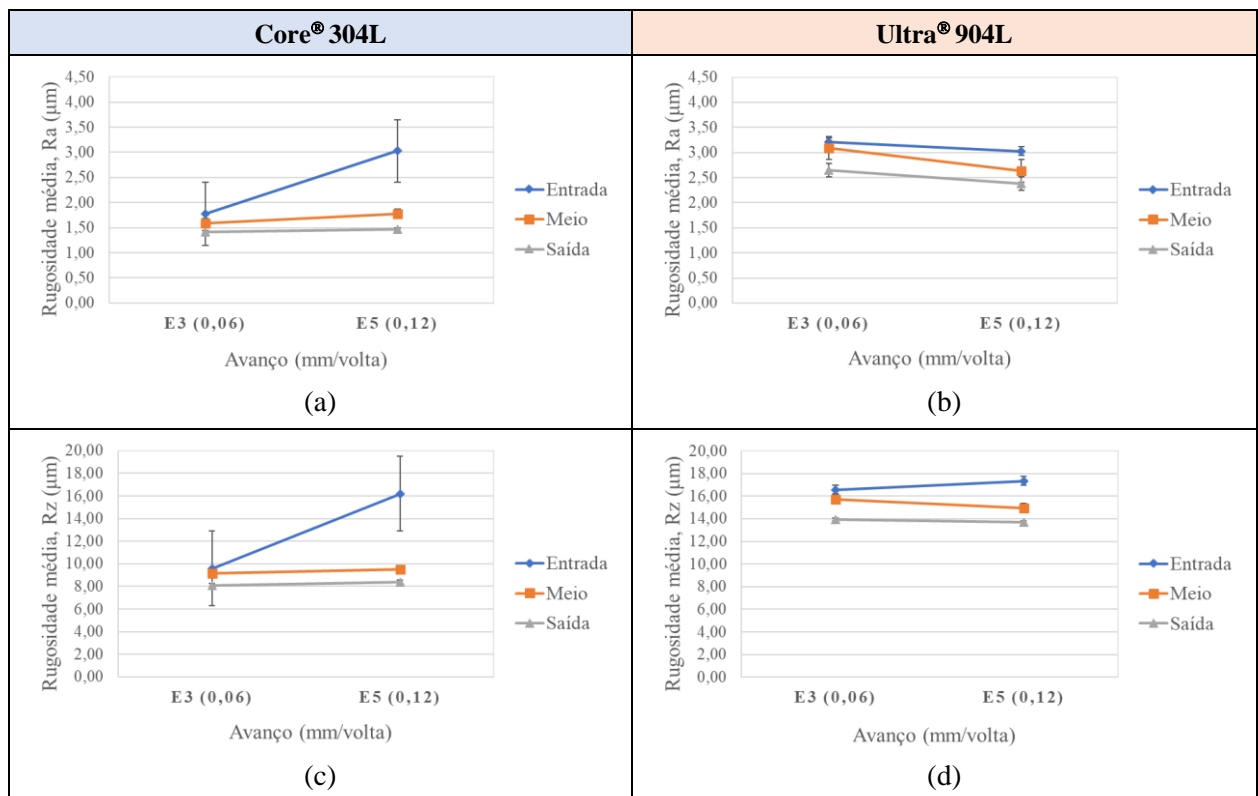 Core® 304L
Ultra® 904L
Rugosidade média, Ra (µm)
4,50
4,00
3,50
3,00
2,50
2,00
1,50
1,00
0,50
0,00
E3 (0,06) E5 (0,12)
Avanço (mm/volta)
Entrada
Meio
Saída
(a)
Rugosidade média, Ra (µm)
4,50
4,00
3,50
3,00
2,50
2,00
1,50
1,00
0,50
0,00
E3 (0,06) E5 (0,12)
Avanço (mm/volta)
Entrada
Meio
Saída
(b)
Rugosidade média, Rz (µm)
20,00
18,00
16,00
14,00
12,00
10,00
8,00
6,00
4,00
2,00
0,00
E3 (0,06) E5 (0,12)
Avanço (mm/volta)
Entrada
Meio
Saída
(c)
Rugosidade média, Rz (µm)
20,00
18,00
16,00
14,00
12,00
10,00
8,00
6,00
4,00
2,00
0,00
E3 (0,06) E5 (0,12)
Avanço (mm/volta)
Entrada
Meio
Saída
(d)